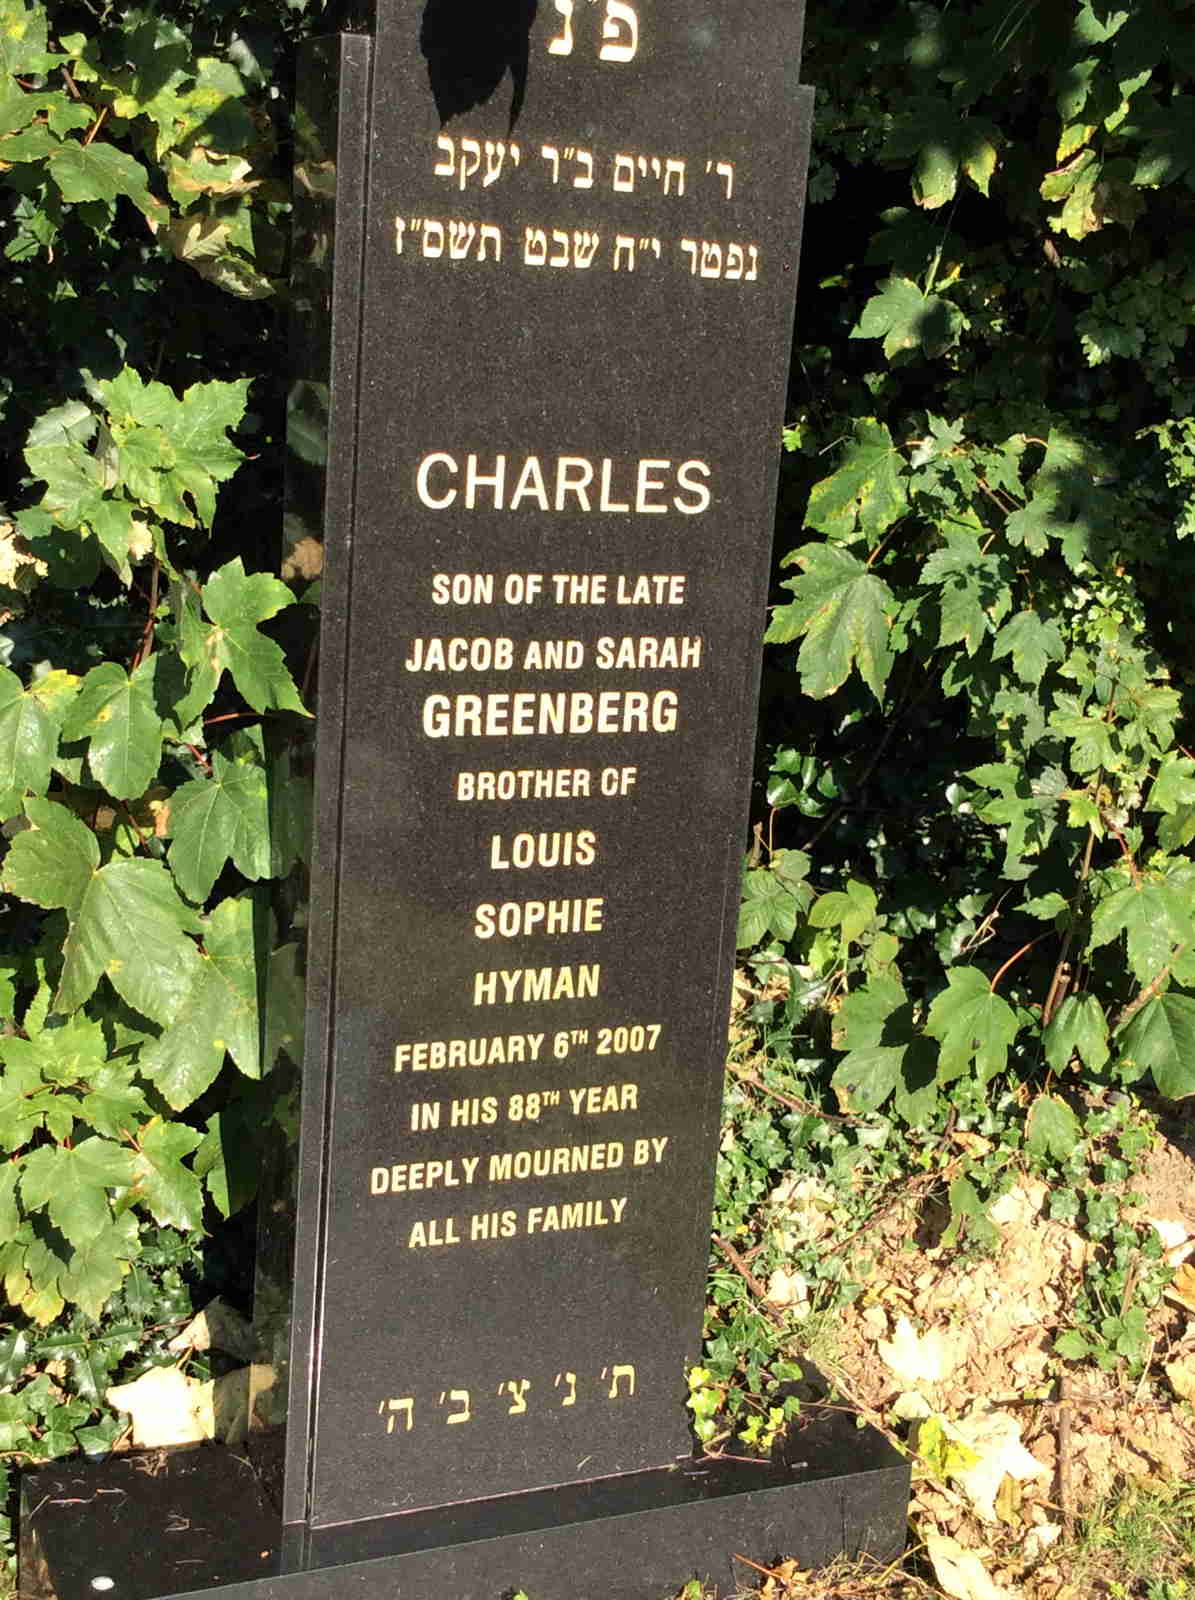 פ"נ
ר' חיים ב"ר יעקב
נפטר י"ח שבט תשס"ז
CHARLES
SON OF THE LATE
JACOB AND SARAH
GREENBERG
BROTHER OF
LOUIS
SOPHIE
HYMAN
FEBRUARY 6TH 2007
IN HIS 88TH YEAR
DEEPLY MOURNED BY
ALL HIS FAMILY
ת' נ' צ' ב' ה'